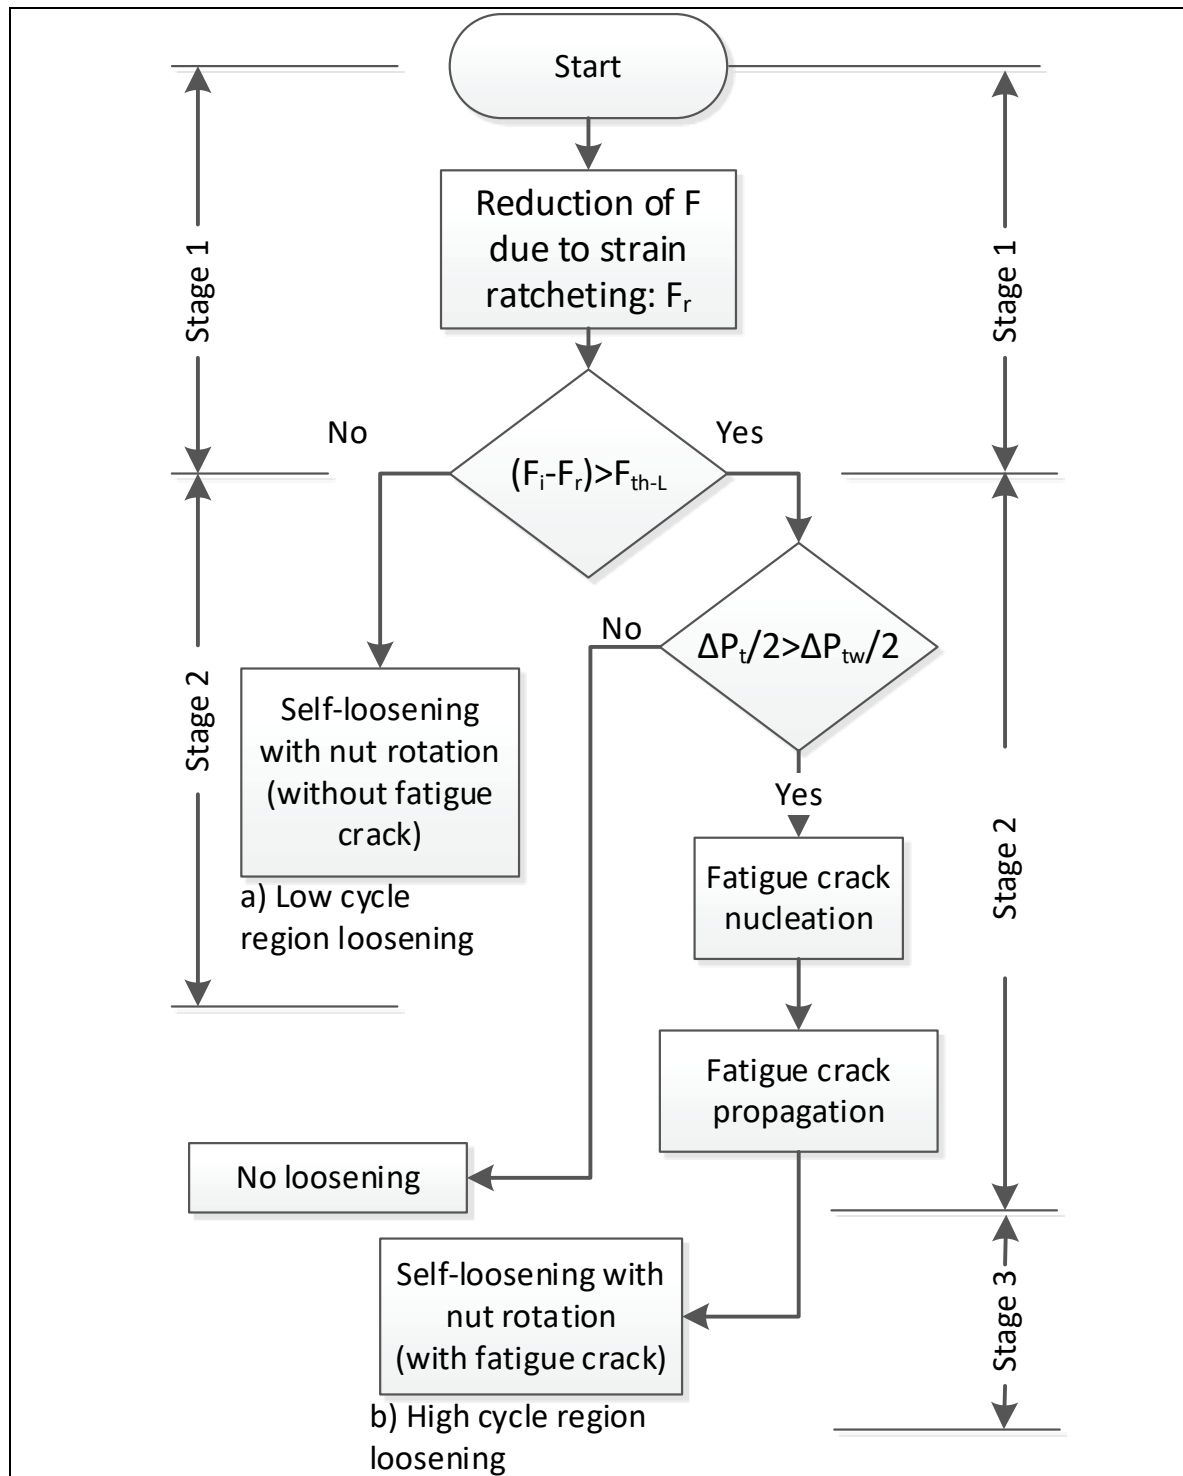 Start
Reduction of F
due to strain
ratcheting: Fr
Stage 1
Stage 1
No
Yes
(Fi-Fr)>Fth-L
No
ΔPt/2>ΔPtw/2
Self-loosening
with nut rotation
(without fatigue
crack)
a) Low cycle
region loosening
Stage 2
Yes
Fatigue crack
nucleation
Stage 2
Fatigue crack
propagation
No loosening
Self-loosening with
nut rotation
(with fatigue crack)
b) High cycle region
loosening
Stage 3